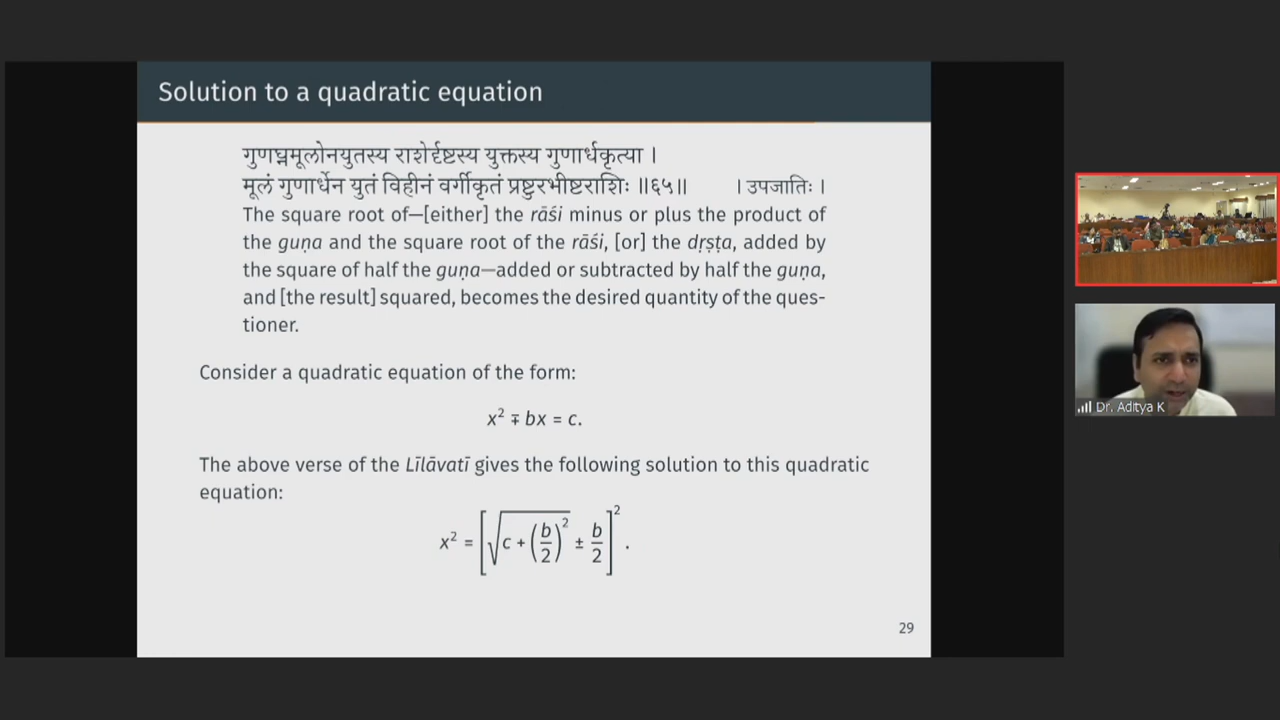 Solution to a quadratic equation
गुणघ्नमूलोनयुतस्य राशेर्दृष्टस्य युक्तस्य गुणार्धकृत्या ।
मूलं गुणार्धेन युतं विहीनं वर्गीकृतं प्रष्टुरभीष्टराशिः ॥६५॥ । उपजातिः ।
The square root of—[either] the rāśi minus or plus the product of
the guṇa and the square root of the rāśi, [or] the dṛṣṭa, added by
the square of half the guṇa—added or subtracted by half the guṇa,
and [the result] squared, becomes the desired quantity of the ques-
tioner.
Consider a quadratic equation of the form:
x² ∓ bx = c.
The above verse of the Līlāvatī gives the following solution to this quadratic
equation:
x² = [√(c + (b/2)²) ± b/2]².
29
Dr. Aditya K